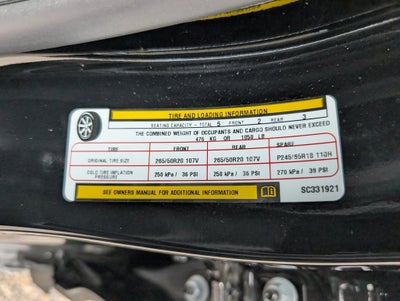 TIRE AND LOADING INFORMATION
SEATING CAPACITY - TOTAL 5 FRONT 2 REAR 3
THE COMBINED WEIGHT OF OCCUPANTS AND CARGO SHOULD NEVER EXCEED
476 KG OR 1050 LB
TIRE FRONT REAR SPARE
ORIGINAL TIRE SIZE 265/50R20 107V 265/50R20 107V P245/65R18 110H
COLD TIRE INFLATION PRESSURE 250 kPa / 36 PSI 250 kPa / 36 PSI 270 kPa / 39 PSI
SEE OWNERS MANUAL FOR ADDITIONAL INFORMATION SC331921